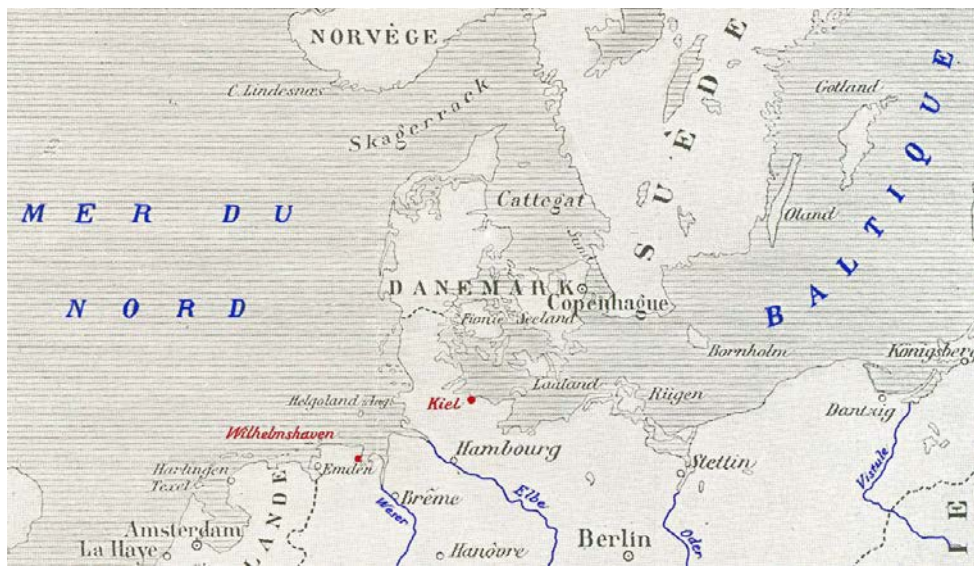 NORVÈGE
C. Lindesnæs
Skagerrack
SUÈDE
Gotland
BALTIQUE
MER DU
NORD
Cattegat
Oland
Sund
DANEMARK
Copenhague
Fionie
Seeland
Bornholm
Königsberg
Helgoland
Kiel
Laaland
Rügen
Dantzig
Wilhelmshaven
Hambourg
Harlingen
Texel
Emden
Stettin
Vistule
Brême
Weser
Elbe
Oder
Amsterdam
La Haye
LANDE
Hanôvre
Berlin
IE